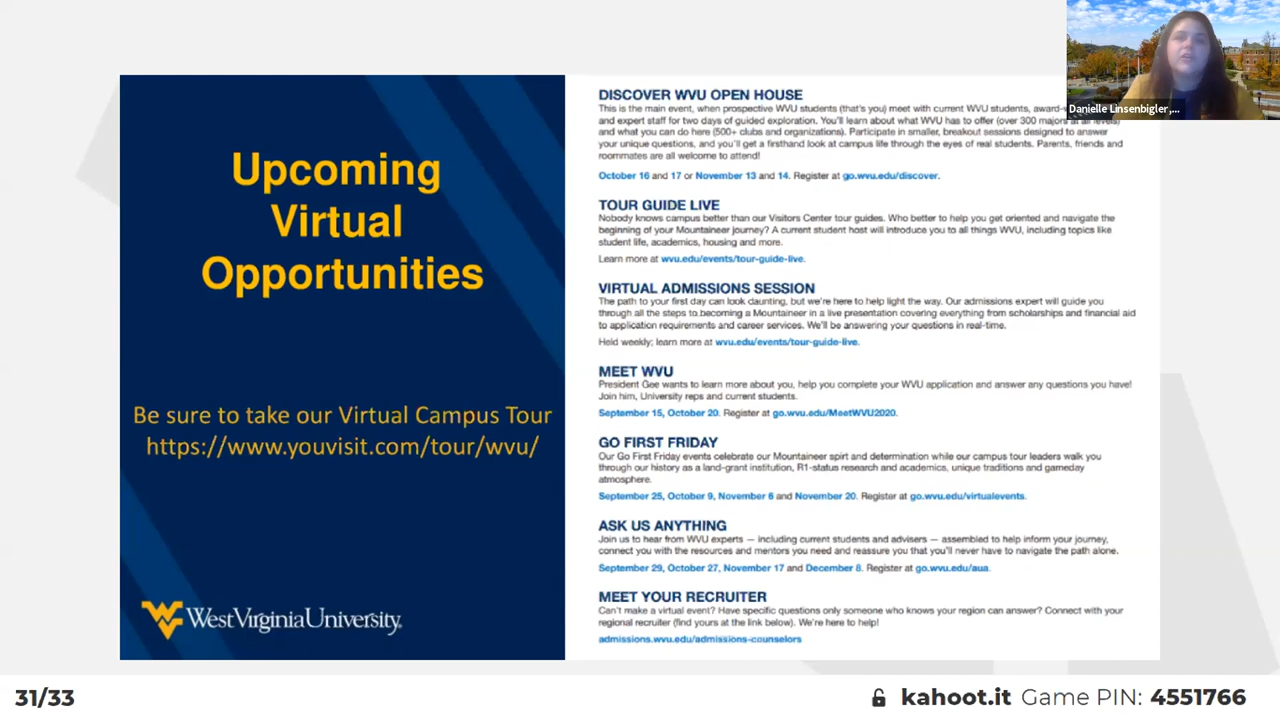 Danielle Linsenbigler,...
Upcoming
Virtual
Opportunities
Be sure to take our Virtual Campus Tour
https://www.youvisit.com/tour/wvu/
WestVirginiaUniversity.
DISCOVER WVU OPEN HOUSE
This is the main event, when prospective WVU students (that's you) meet with current WVU students,
and expert staff for two days of guided exploration. You'll learn about what WVU has to offer (over 300 majors at all levels)
and what you can do here (500+ clubs and organizations). Participate in smaller, breakout sessions designed to answer
your unique questions, and you'll get a firsthand look at campus life through the eyes of real students. Parents, friends and
roommates are all welcome to attend!
October 16 and 17 or November 13 and 14. Register at go.wvu.edu/discover.
TOUR GUIDE LIVE
Nobody knows campus better than our Visitors Center tour guides. Who better to help you get oriented and navigate the
beginning of your Mountaineer journey? A current student host will introduce you to all things WVU, including topics like
student life, academics, housing and more.
Learn more at wvu.edu/events/tour-guide-live.
VIRTUAL ADMISSIONS SESSION
The path to your first day can look daunting, but we're here to help light the way. Our admissions expert will guide you
through all the steps to becoming a Mountaineer in a live presentation covering everything from scholarships and financial aid
to application requirements and career services. We'll be answering your questions in real-time.
Held weekly; learn more at wvu.edu/events/tour-guide-live.
MEET WVU
President Gee wants to learn more about you, help you complete your WVU application and answer any questions you have!
Join him, University reps and current students.
September 15, October 20. Register at go.wvu.edu/MeetWVU2020.
GO FIRST FRIDAY
Our Go First Friday events celebrate our Mountaineer spirt and determination while our campus tour leaders walk you
through our history as a land-grant institution, R1-status research and academics, unique traditions and gameday
atmosphere.
September 25, October 9, November 6 and November 20. Register at go.wvu.edu/virtualevents.
ASK US ANYTHING
Join us to hear from WVU experts — including current students and advisers — assembled to help inform your journey,
connect you with the resources and mentors you need and reassure you that you'll never have to navigate the path alone.
September 29, October 27, November 17 and December 8. Register at go.wvu.edu/aua.
MEET YOUR RECRUITER
Can't make a virtual event? Have specific questions only someone who knows your region can answer? Connect with your
regional recruiter (find yours at the link below). We're here to help!
admissions.wvu.edu/admissions-counselors
31/33
kahoot.it Game PIN: 4551766